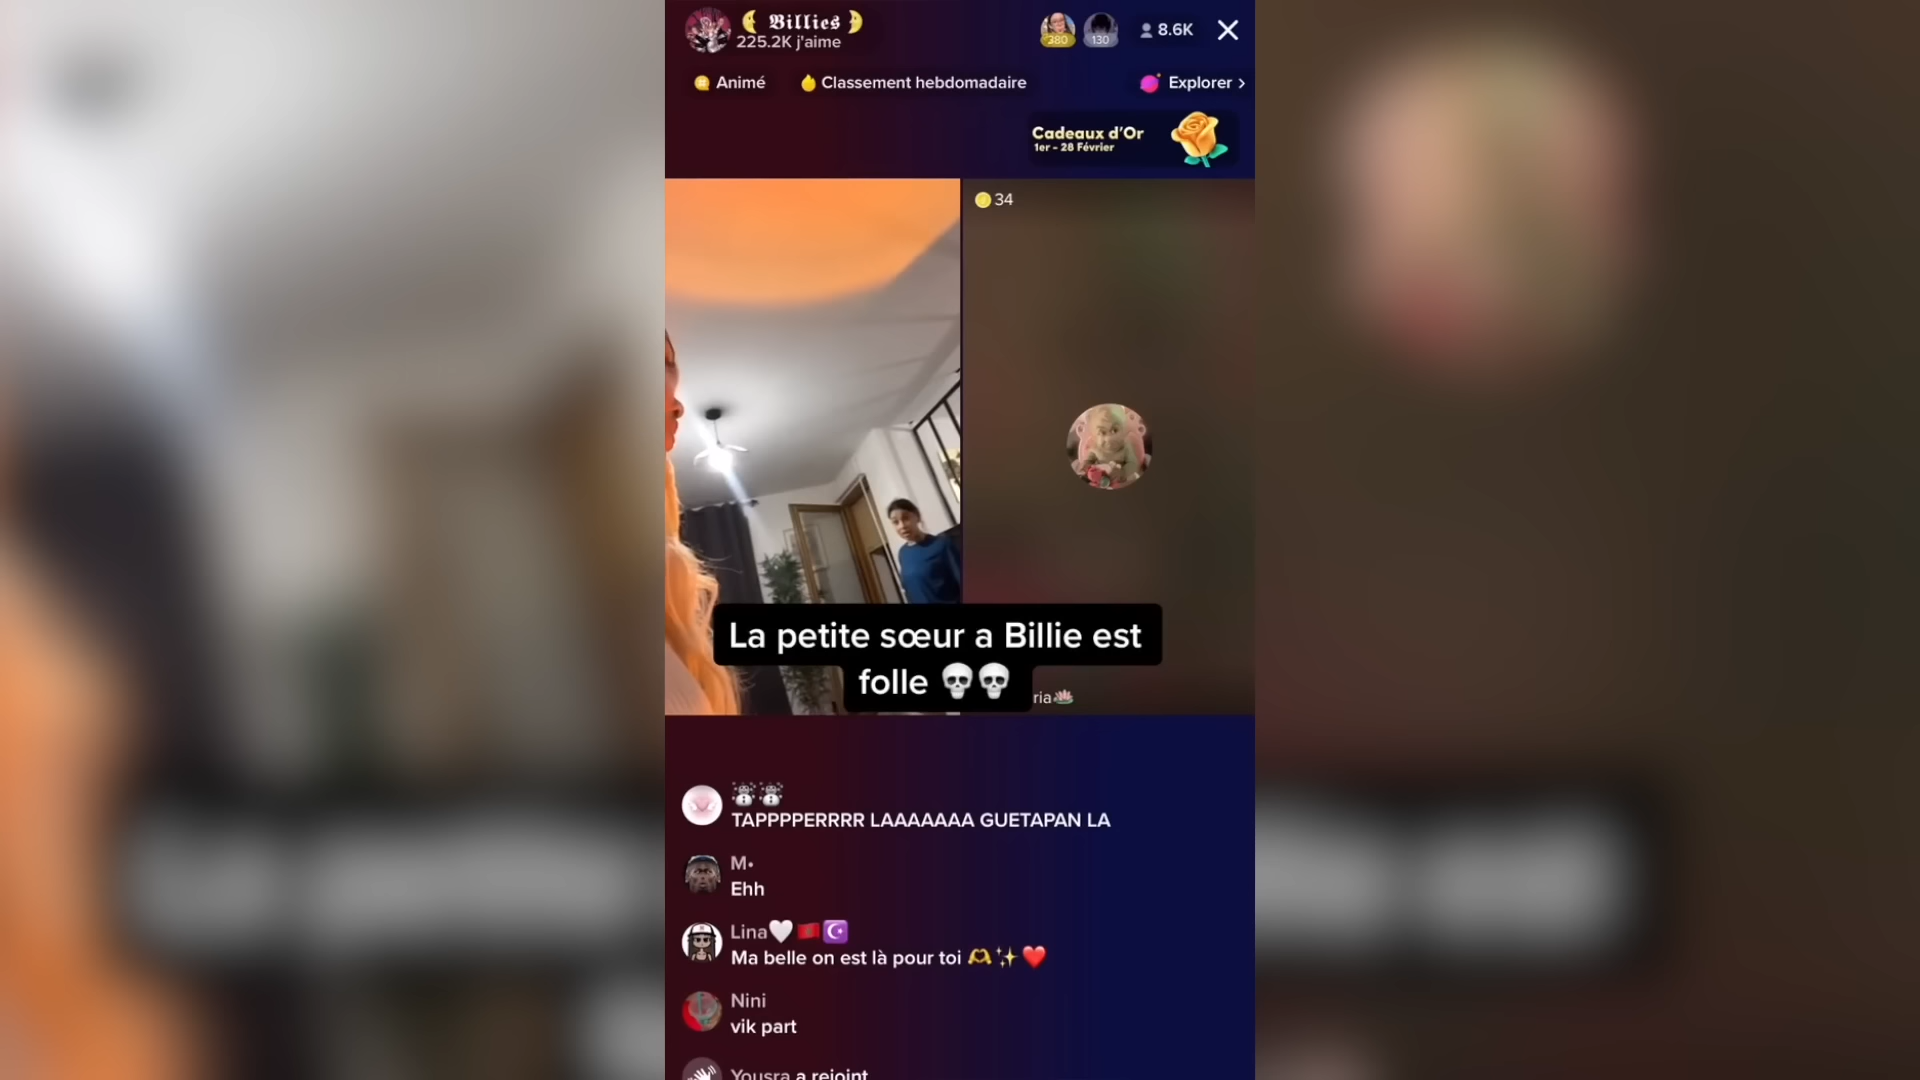 🌜 𝕭𝖎𝖑𝖑𝖎𝖊𝖘 🌛
225.2K j'aime
380
130
8.6K
Animé
Classement hebdomadaire
Explorer
Cadeaux d'Or
1er - 28 Février
34
La petite sœur a Billie est
folle 💀💀
ria🪷
☃☃
TAPPPPERRRR LAAAAAAA GUETAPAN LA
M•
Ehh
Lina🤍🇲🇦☪️
Ma belle on est là pour toi 🫶✨❤️
Nini
vik part
Yousra a rejoint